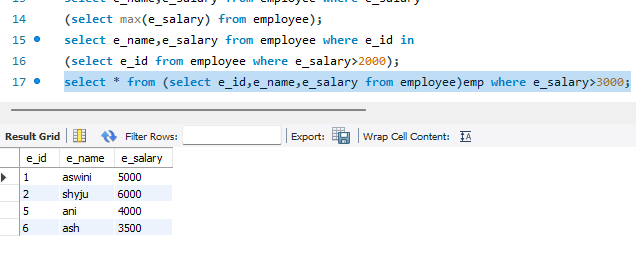 14 (select max(e_salary) from employee);
15 select e_name,e_salary from employee where e_id in
16 (select e_id from employee where e_salary>2000);
17 select * from (select e_id,e_name,e_salary from employee)emp where e_salary>3000;
Result Grid Filter Rows: Export: Wrap Cell Content: IA
e_id e_name e_salary
1 aswini 5000
2 shyju 6000
5 ani 4000
6 ash 3500